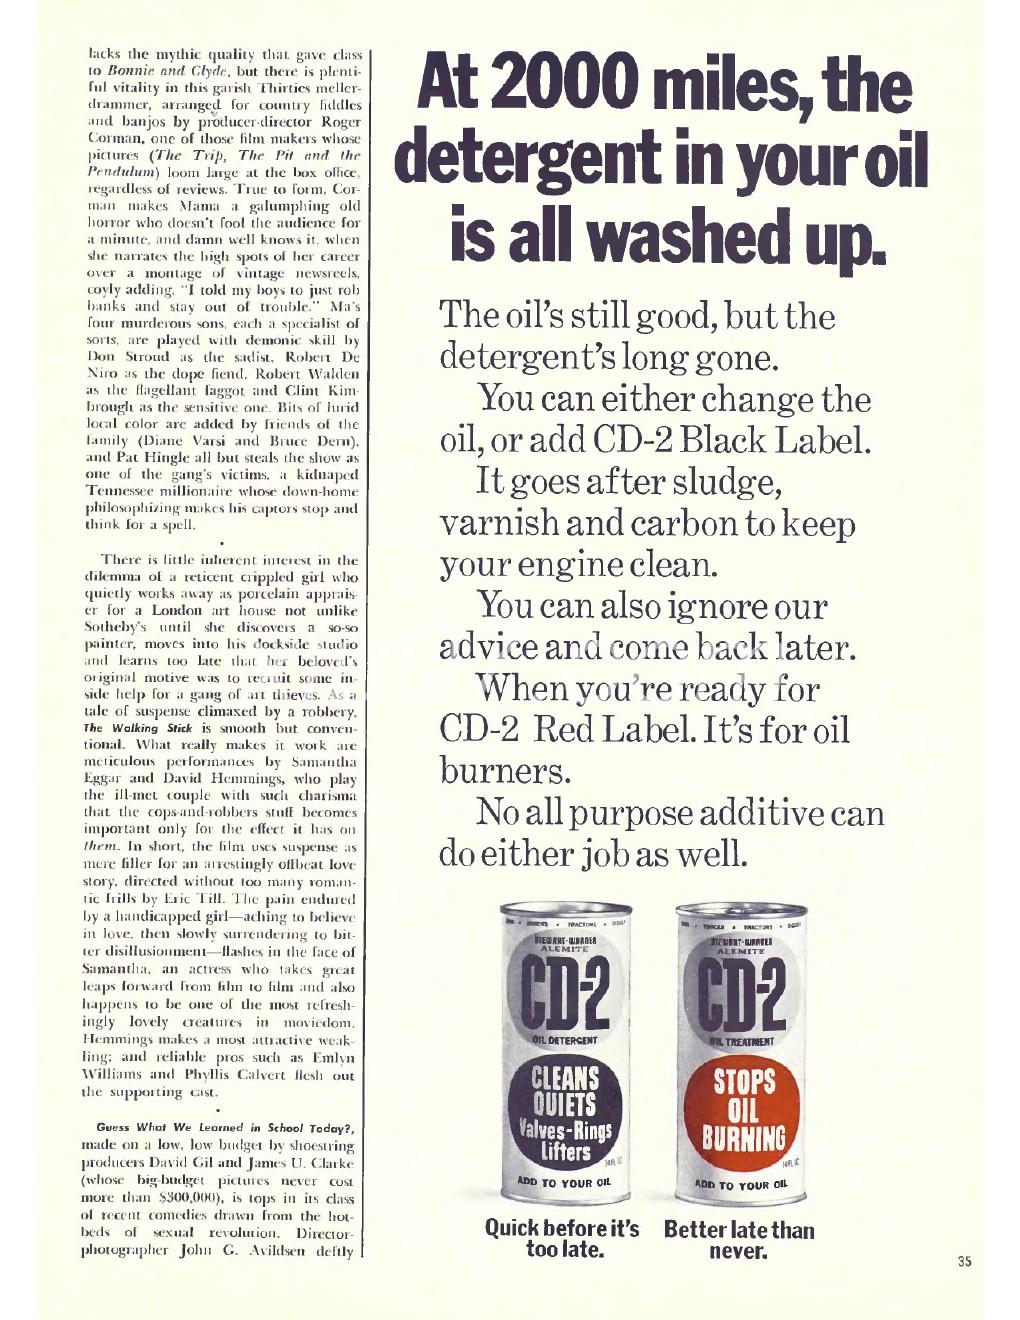 lacks the mythic quality that gave class
to Bonnie and Clyde, but there is plenti-
ful vitality in this garish Thirties meller-
drammer, arranged for country fiddles
and banjos by producer-director Roger
Corman, one of those film makers whose
pictures (The Trip, The Pit and the
Pendulum) loom large at the box office,
regardless of reviews. True to form, Cor-
man makes Mama a galumphing old
horror who doesn't fool the audience for
a minute, and damn well knows it, when
she narrates the high spots of her career
over a montage of vintage newsreels,
coyly adding, "I told my boys to just rob
banks and stay out of trouble." Ma's
four murderous sons, each a specialist of
sorts, are played with demonic skill by
Don Stroud as the sadist, Robert De
Niro as the dope fiend, Robert Walden
as the flagellant faggot and Clint Kim-
brough as the sensitive one. Bits of lurid
local color are added by friends of the
family (Diane Varsi and Bruce Dern),
and Pat Hingle all but steals the show as
one of the gang's victims, a kidnaped
Tennessee millionaire whose down-home
philosophizing makes his captors stop and
think for a spell.
•
There is little inherent interest in the
dilemma of a reticent crippled girl who
quietly works away as porcelain apprais-
er for a London art house not unlike
Sotheby's until she discovers a so-so
painter, moves into his dockside studio
and learns too late that her beloved's
original motive was to recruit some in-
side help for a gang of art thieves. As a
tale of suspense climaxed by a robbery,
The Walking Stick is smooth but conven-
tional. What really makes it work are
meticulous performances by Samantha
Eggar and David Hemmings, who play
the ill-met couple with such charisma
that the cops-and-robbers stuff becomes
important only for the effect it has on
them. In short, the film uses suspense as
mere filler for an arrestingly offbeat love
story, directed without too many roman-
tic frills by Eric Till. The pain endured
by a handicapped girl—aching to believe
in love, then slowly surrendering to bit-
ter disillusionment—flashes in the face of
Samantha, an actress who takes great
leaps forward from film to film and also
happens to be one of the most refresh-
ingly lovely creatures in moviedom.
Hemmings makes a most attractive weak-
ling; and reliable pros such as Emlyn
Williams and Phyllis Calvert flesh out
the supporting cast.
•
Guess What We Learned in School Today?,
made on a low, low budget by shoestring
producers David Gil and James U. Clarke
(whose big-budget pictures never cost
more than $300,000), is tops in its class
of recent comedies drawn from the hot-
beds of sexual revolution. Director-
photographer John G. Avildsen deftly
At 2000 miles, the
detergent in your oil
is all washed up.
The oil's still good, but the
detergent's long gone.
You can either change the
oil, or add CD-2 Black Label.
It goes after sludge,
varnish and carbon to keep
your engine clean.
You can also ignore our
advice and come back later.
When you're ready for
CD-2 Red Label. It's for oil
burners.
No all purpose additive can
do either job as well.
TRUCKS • TRACTORS •
STEWART-WARNER
ALEMITE
CD-2
OIL DETERGENT
CLEANS
QUIETS
Valves-Rings
Lifters
14 FL OZ
ADD TO YOUR OIL
TRUCKS • TRACTORS •
STEWART-WARNER
ALEMITE
CD-2
OIL TREATMENT
STOPS
OIL
BURNING
14 FL OZ
ADD TO YOUR OIL
Quick before it's
too late.
Better late than
never.
35